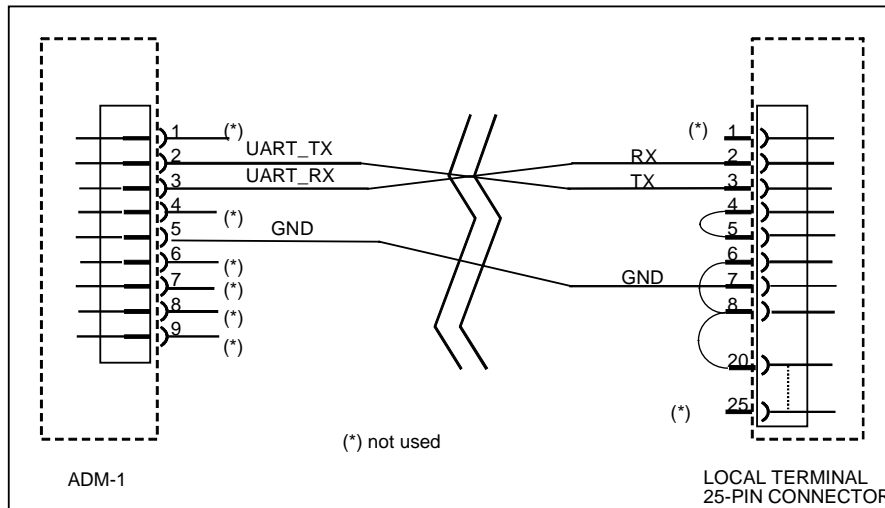 1 (*)
2 UART_TX
3 UART_RX
4 (*)
5 GND
6 (*)
7 (*)
8 (*)
9 (*)
(*) 1
RX 2
TX 3
4
5
6
GND 7
8
20
(*) 25
(*) not used
ADM-1
LOCAL TERMINAL
25-PIN CONNECTOR